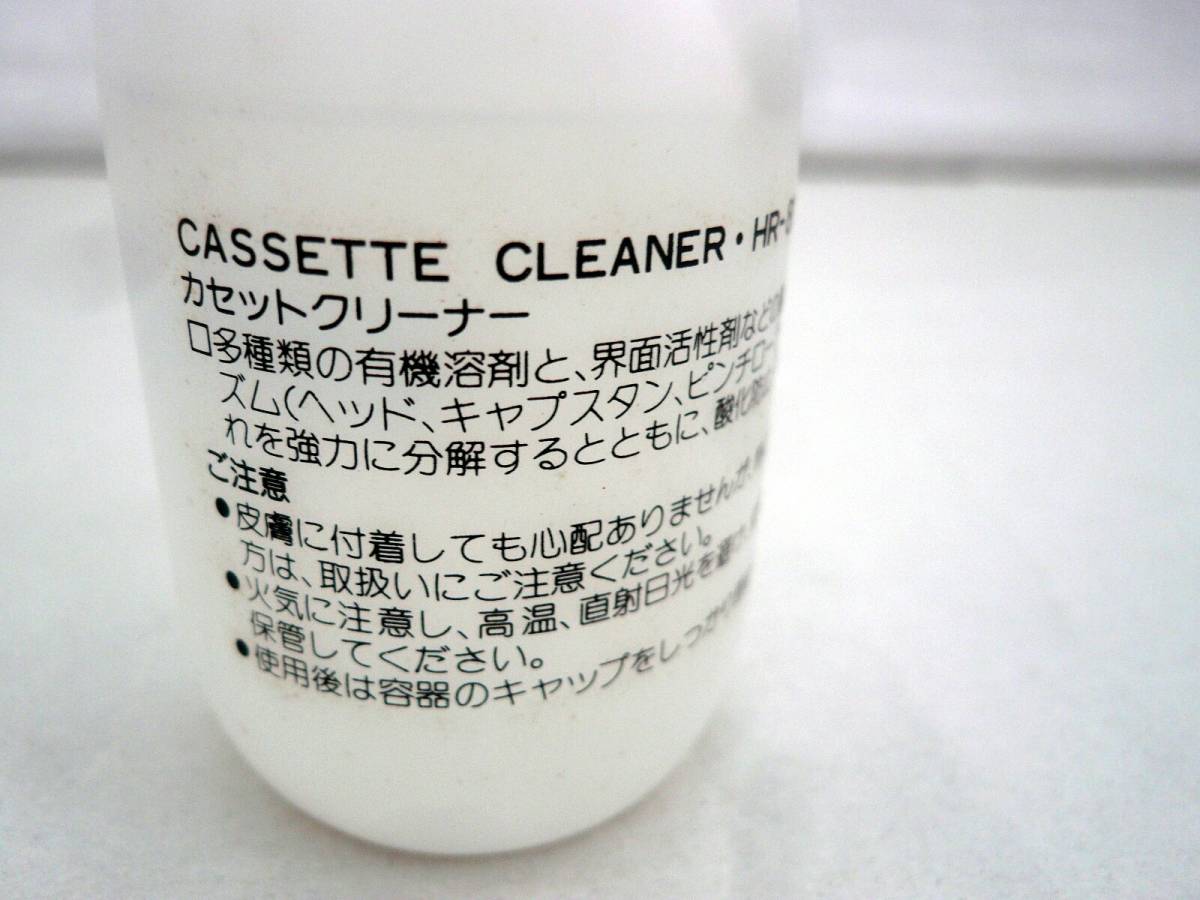 CASSETTE CLEANER・HR-
カセットクリーナー
□多種類の有機溶剤と、界面活性剤などの
ズム(ヘッド、キャプスタン、ピンチロー
れを強力に分解するとともに、酸化
ご注意
●皮膚に付着しても心配ありませんが、
方は、取扱いにご注意ください。
●火気に注意し、高温、直射日光を避け、
保管してください。
●使用後は容器のキャップをしっかり